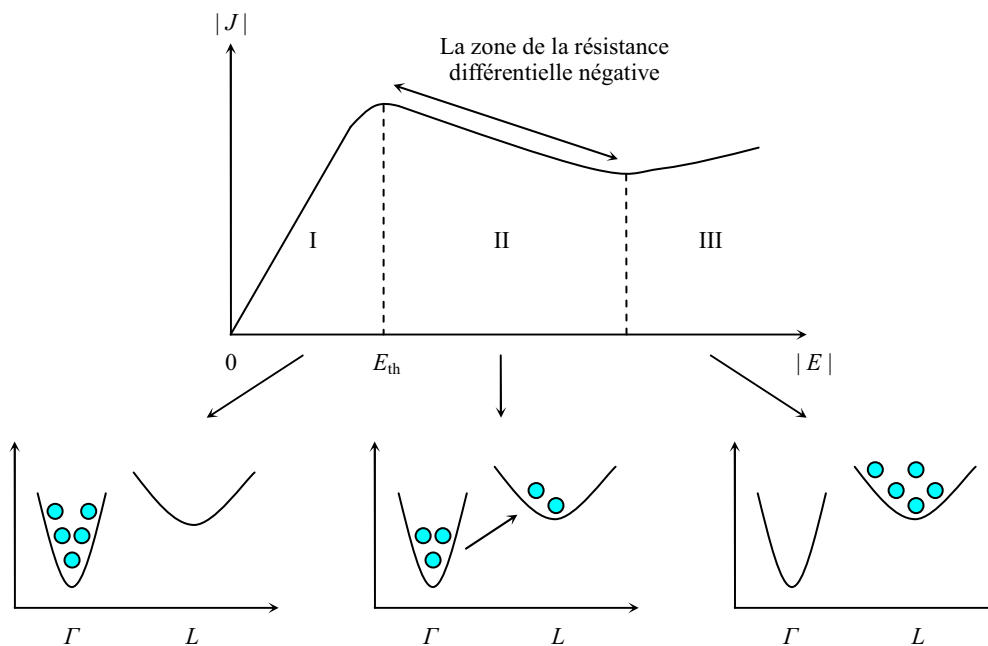 | J |
La zone de la résistance
différentielle négative
I II III
0 E_th | E |
Γ L Γ L Γ L